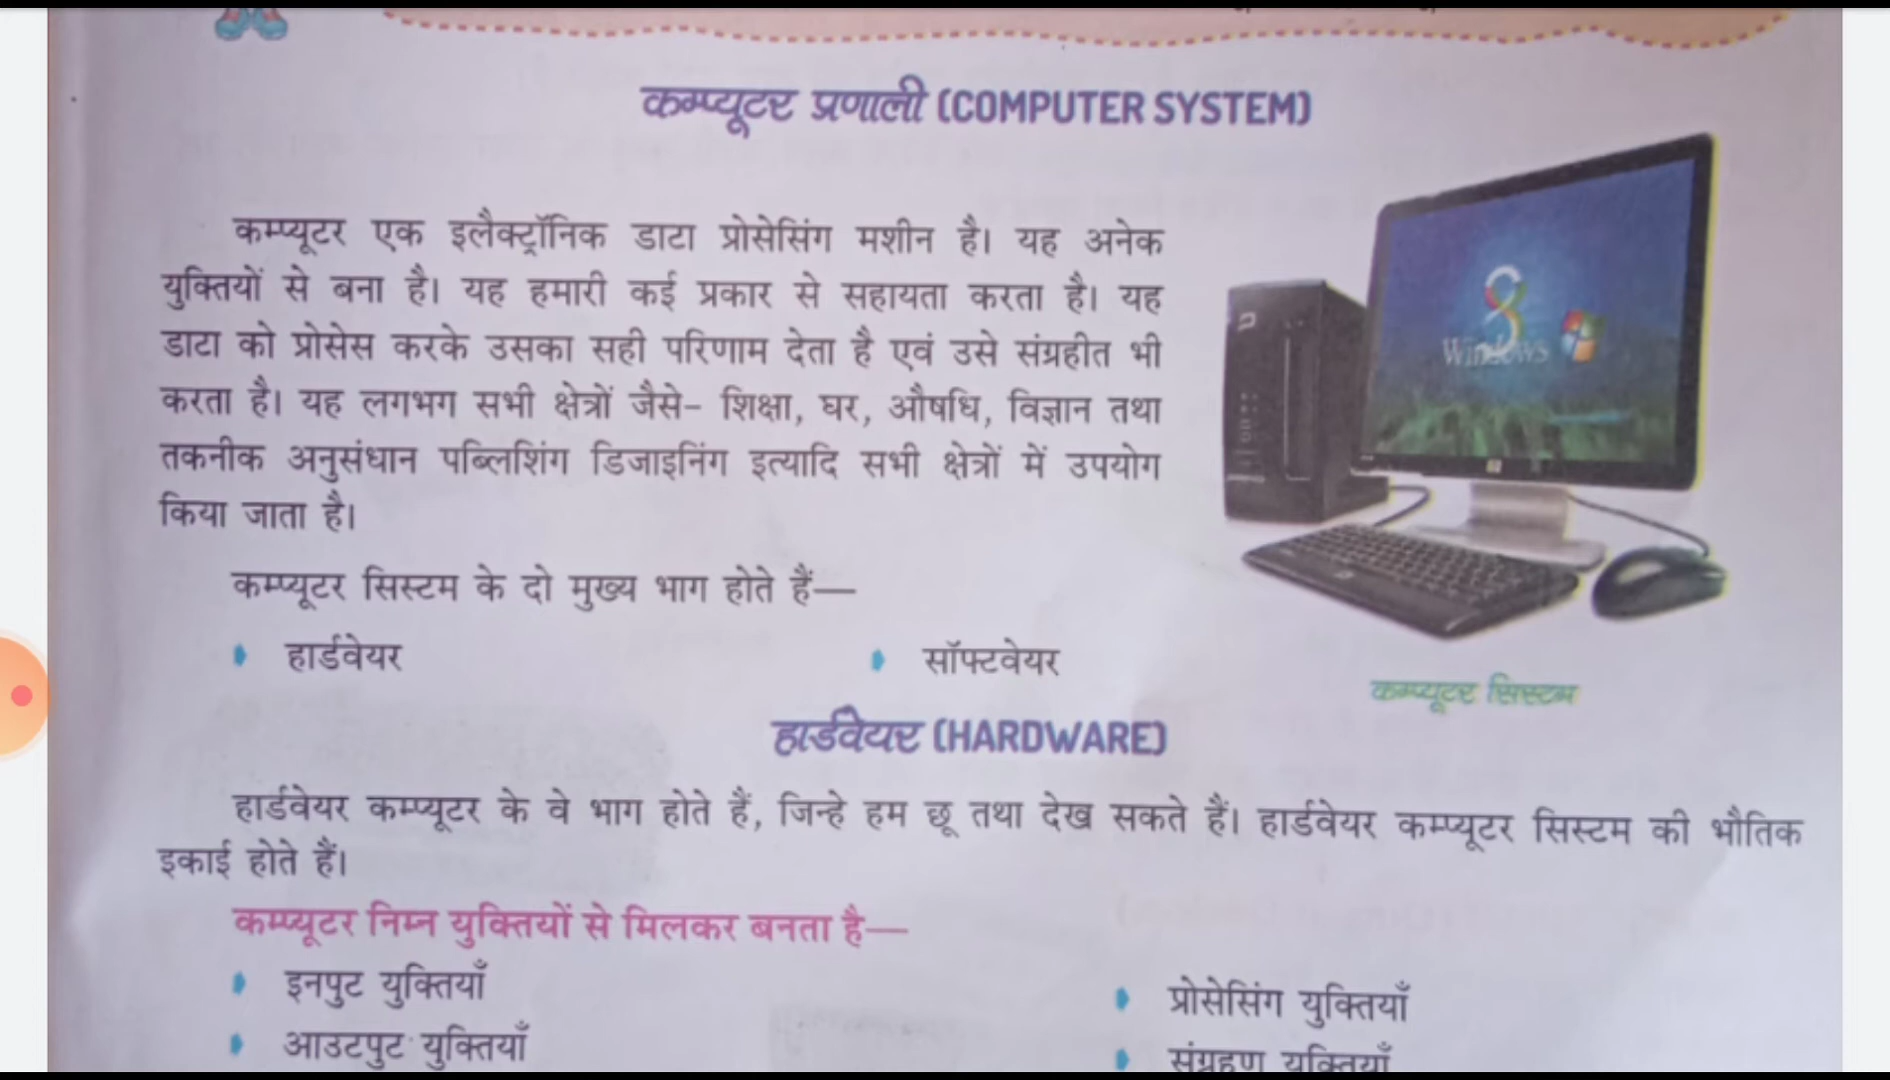 कम्प्यूटर प्रणाली (COMPUTER SYSTEM)
कम्प्यूटर एक इलैक्ट्रॉनिक डाटा प्रोसेसिंग मशीन है। यह अनेक
युक्तियों से बना है। यह हमारी कई प्रकार से सहायता करता है। यह
डाटा को प्रोसेस करके उसका सही परिणाम देता है एवं उसे संग्रहीत भी
करता है। यह लगभग सभी क्षेत्रों जैसे- शिक्षा, घर, औषधि, विज्ञान तथा
तकनीक अनुसंधान पब्लिशिंग डिजाइनिंग इत्यादि सभी क्षेत्रों में उपयोग
किया जाता है।
8
Windows
कम्प्यूटर सिस्टम के दो मुख्य भाग होते हैं—
हार्डवेयर
सॉफ्टवेयर
कम्प्यूटर सिस्टम
हार्डवेयर (HARDWARE)
हार्डवेयर कम्प्यूटर के वे भाग होते हैं, जिन्हे हम छू तथा देख सकते हैं। हार्डवेयर कम्प्यूटर सिस्टम की भौतिक
इकाई होते हैं।
कम्प्यूटर निम्न युक्तियों से मिलकर बनता है—
इनपुट युक्तियाँ
प्रोसेसिंग युक्तियाँ
आउटपुट युक्तियाँ
संग्रहण युक्तियाँ